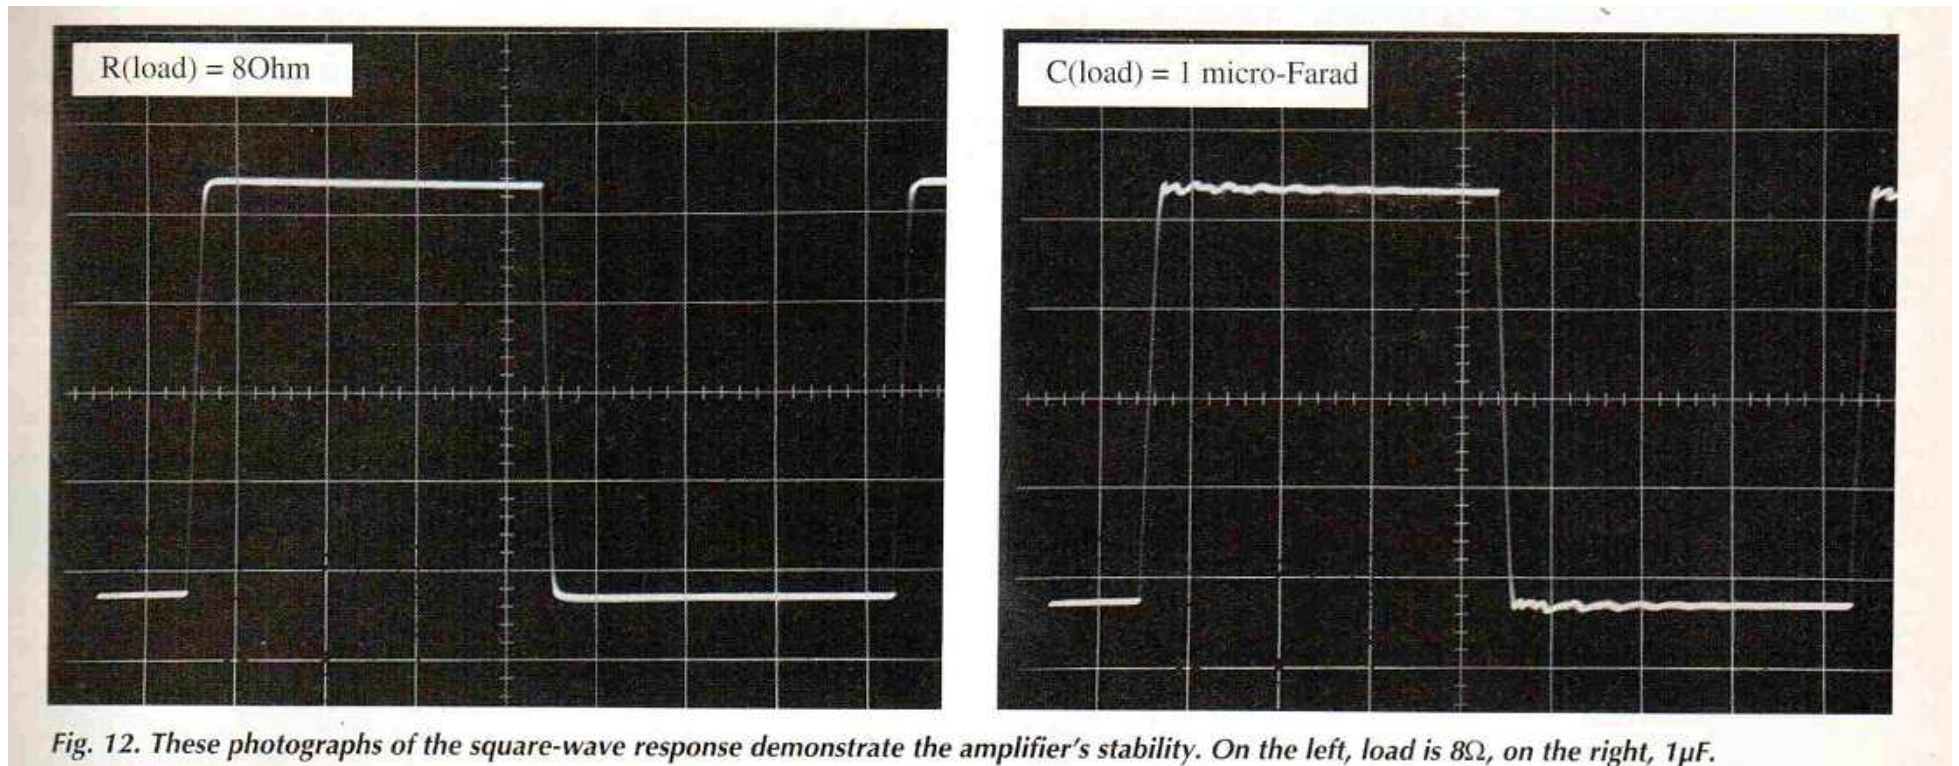 R(load) = 8Ohm
C(load) = 1 micro-Farad
Fig. 12. These photographs of the square-wave response demonstrate the amplifier's stability. On the left, load is 8Ω, on the right, 1μF.